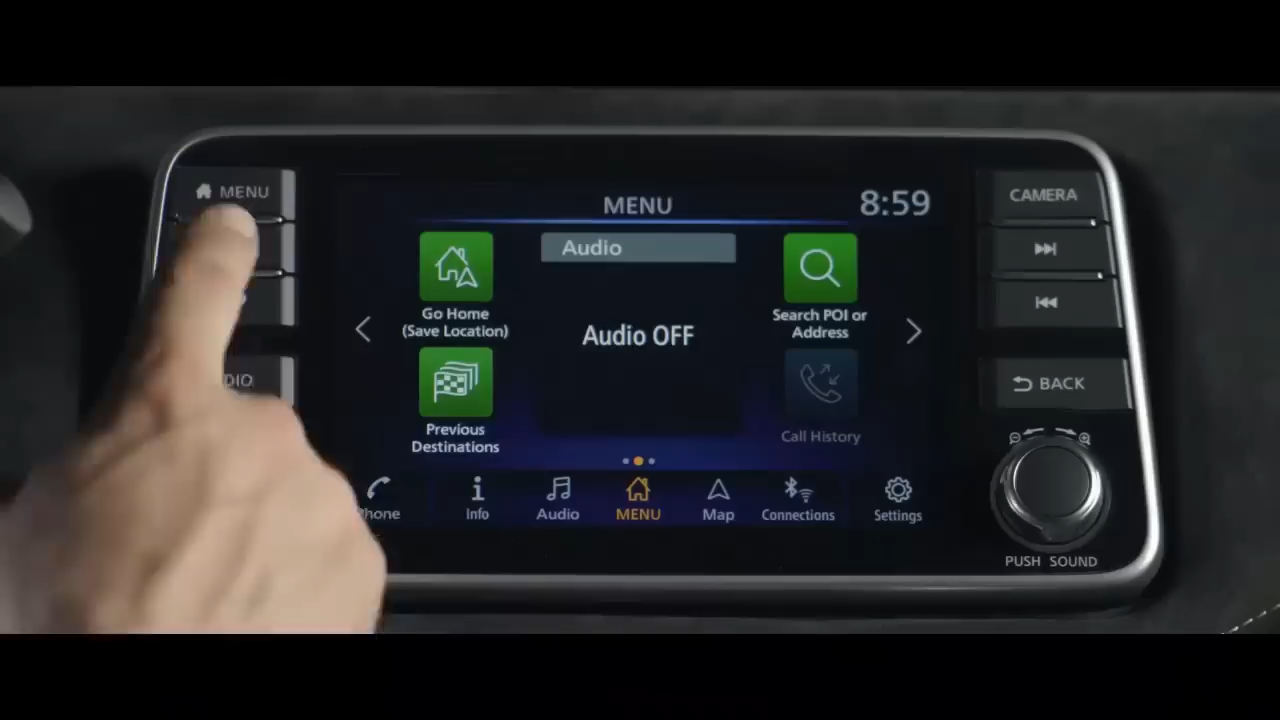 MENU
MENU
8:59
CAMERA
Audio
Go Home
(Save Location)
Audio OFF
Search POI or
Address
Previous
Destinations
Call History
BACK
Info
Audio
MENU
Map
Connections
Settings
PUSH SOUND